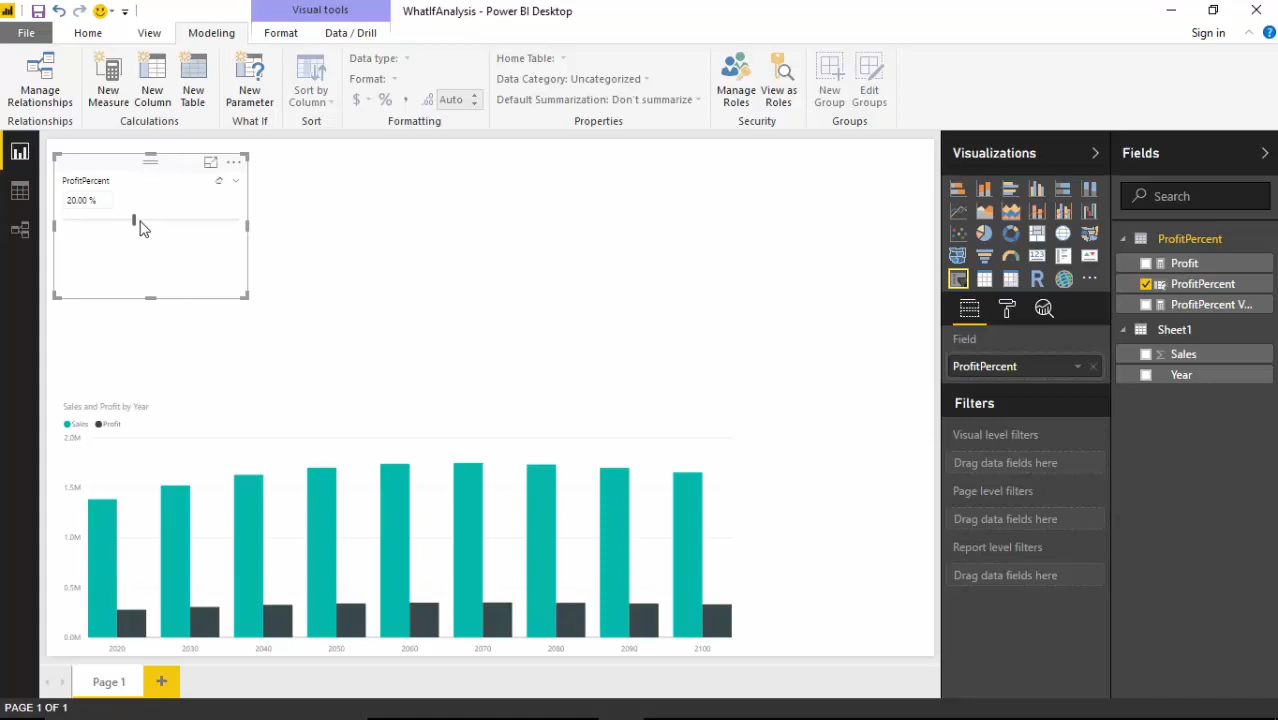 Visual tools
WhatIfAnalysis - Power BI Desktop
File
Home
View
Modeling
Format
Data / Drill
Sign in
Manage Relationships
New Measure
New Column
New Table
New Parameter
Sort by Column
Data type:
Format:
$ % , .00 Auto
Home Table:
Data Category: Uncategorized
Default Summarization: Don't summarize
Manage Roles
View as Roles
New Group
Edit Groups
Relationships
Calculations
What If
Sort
Formatting
Properties
Security
Groups
ProfitPercent
20.00 %
Sales and Profit by Year
Sales Profit
2.0M
1.5M
1.0M
0.5M
0.0M
2020 2030 2040 2050 2060 2070 2080 2090 2100
Visualizations
123
R
Field
ProfitPercent
Filters
Visual level filters
Drag data fields here
Page level filters
Drag data fields here
Report level filters
Drag data fields here
Fields
Search
ProfitPercent
Profit
ProfitPercent
ProfitPercent V...
Sheet1
Σ Sales
Year
Page 1
PAGE 1 OF 1